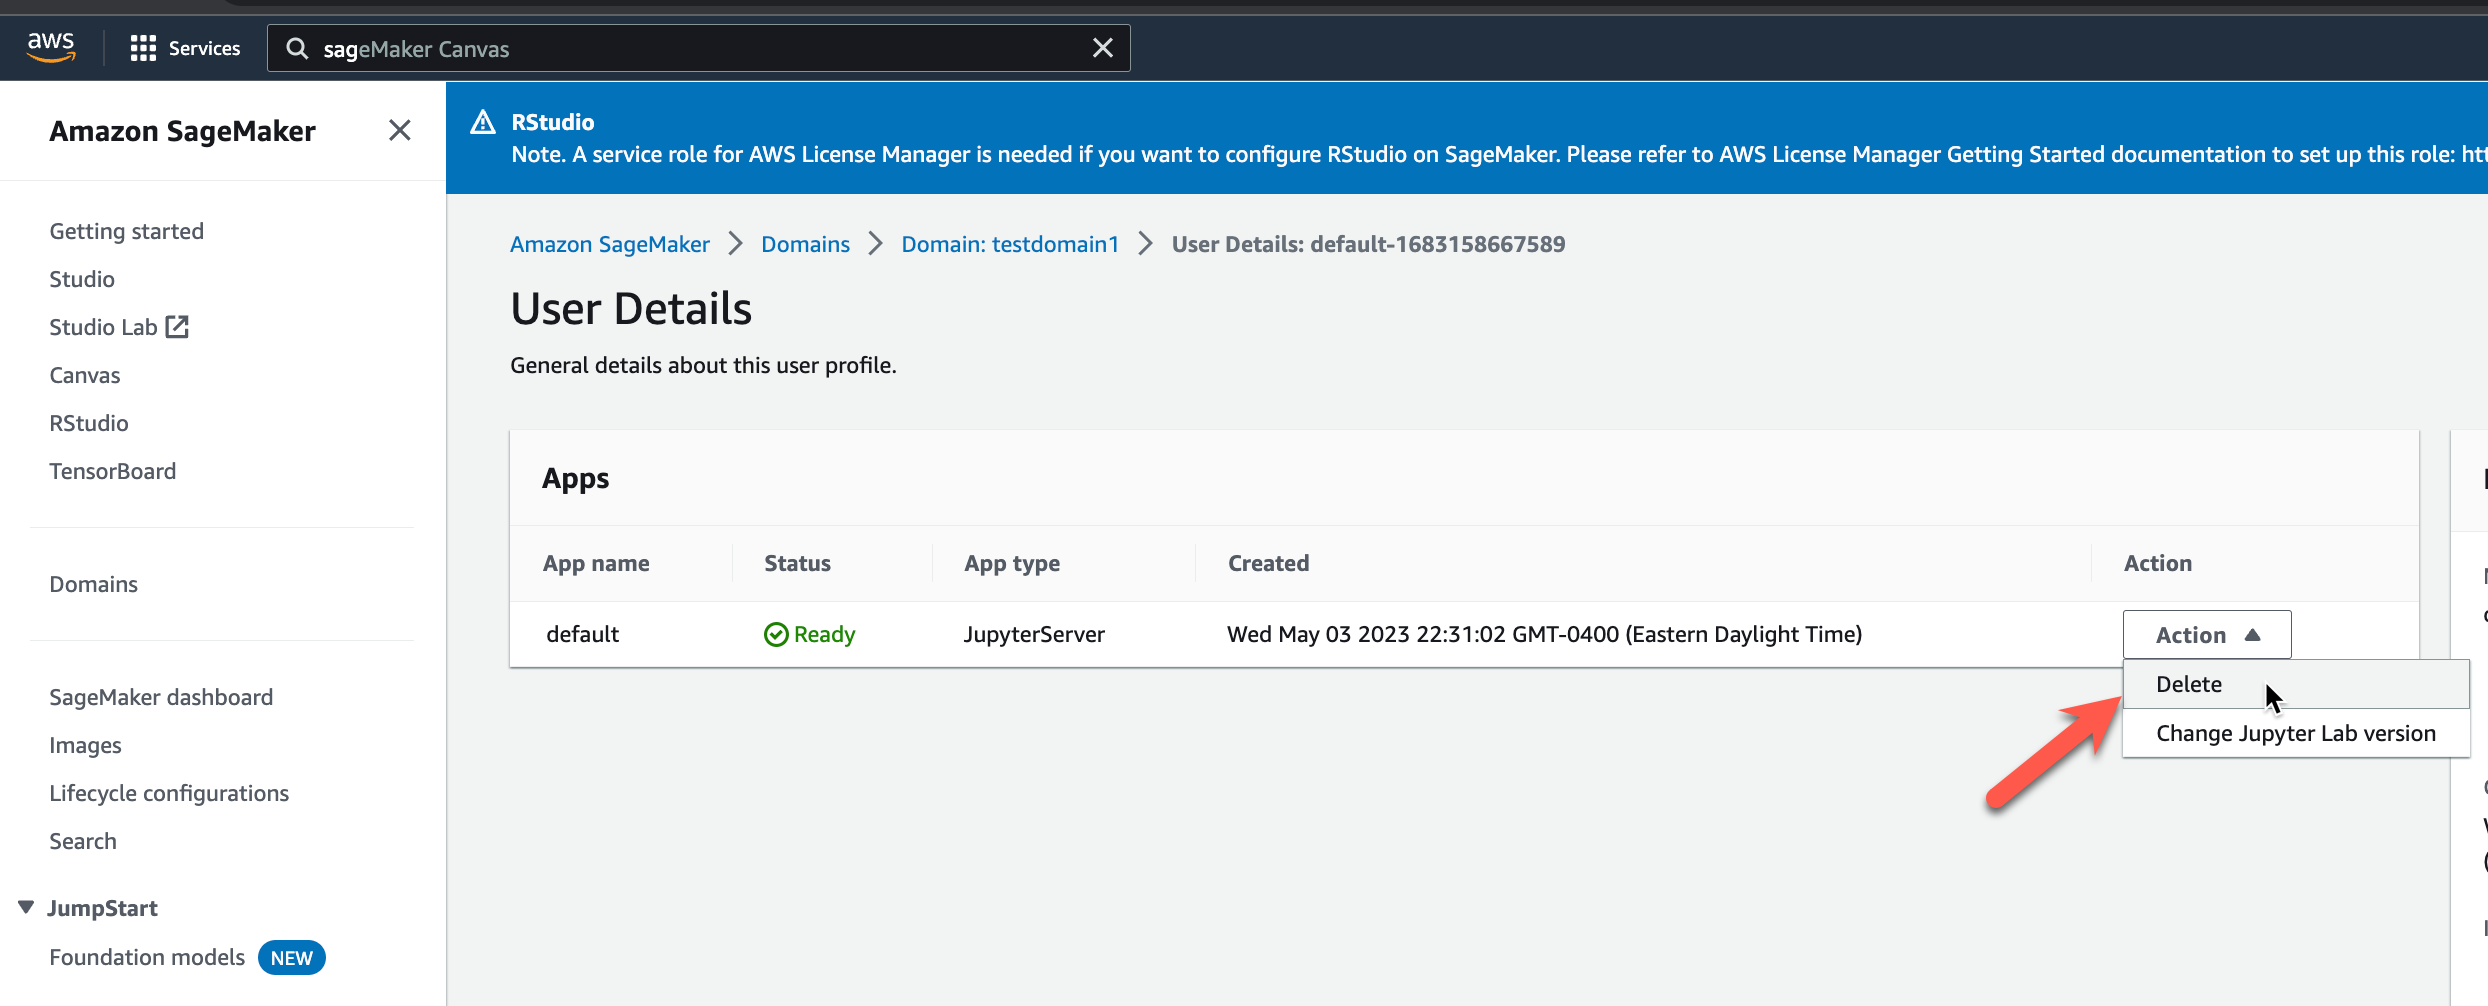 aws
Services
sageMaker Canvas
Amazon SageMaker
RStudio
Note. A service role for AWS License Manager is needed if you want to configure RStudio on SageMaker. Please refer to AWS License Manager Getting Started documentation to set up this role:
Getting started
Studio
Studio Lab
Canvas
RStudio
TensorBoard
Domains
SageMaker dashboard
Images
Lifecycle configurations
Search
JumpStart
Foundation models NEW
Amazon SageMaker > Domains > Domain: testdomain1 > User Details: default-1683158667589
User Details
General details about this user profile.
Apps
App name Status App type Created Action
default Ready JupyterServer Wed May 03 2023 22:31:02 GMT-0400 (Eastern Daylight Time) Action
Delete
Change Jupyter Lab version